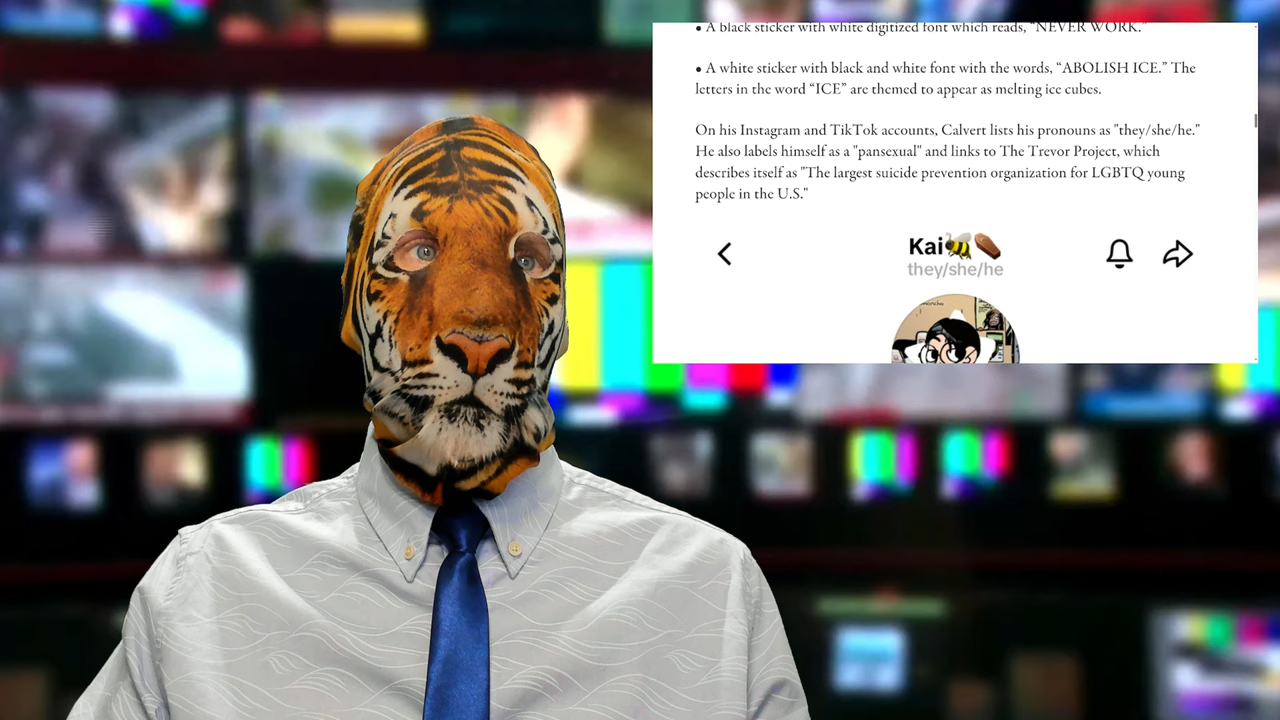 • A black sticker with white digitized font which reads, “NEVER WORK.”
• A white sticker with black and white font with the words, “ABOLISH ICE.” The
letters in the word “ICE” are themed to appear as melting ice cubes.
On his Instagram and TikTok accounts, Calvert lists his pronouns as "they/she/he."
He also labels himself as a "pansexual" and links to The Trevor Project, which
describes itself as "The largest suicide prevention organization for LGBTQ young
people in the U.S."
Kai🐝⚰️
they/she/he